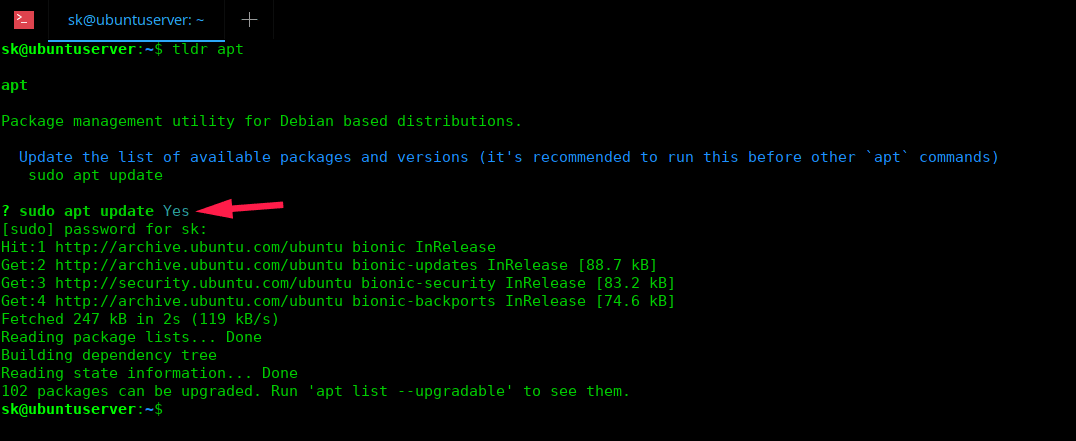 sk@ubuntuserver: ~
sk@ubuntuserver:~$ tldr apt
apt
Package management utility for Debian based distributions.
Update the list of available packages and versions (it's recommended to run this before other `apt` commands)
sudo apt update
? sudo apt update Yes
[sudo] password for sk:
Hit:1 http://archive.ubuntu.com/ubuntu bionic InRelease
Get:2 http://archive.ubuntu.com/ubuntu bionic-updates InRelease [88.7 kB]
Get:3 http://security.ubuntu.com/ubuntu bionic-security InRelease [83.2 kB]
Get:4 http://archive.ubuntu.com/ubuntu bionic-backports InRelease [74.6 kB]
Fetched 247 kB in 2s (119 kB/s)
Reading package lists... Done
Building dependency tree
Reading state information... Done
102 packages can be upgraded. Run 'apt list --upgradable' to see them.
sk@ubuntuserver:~$